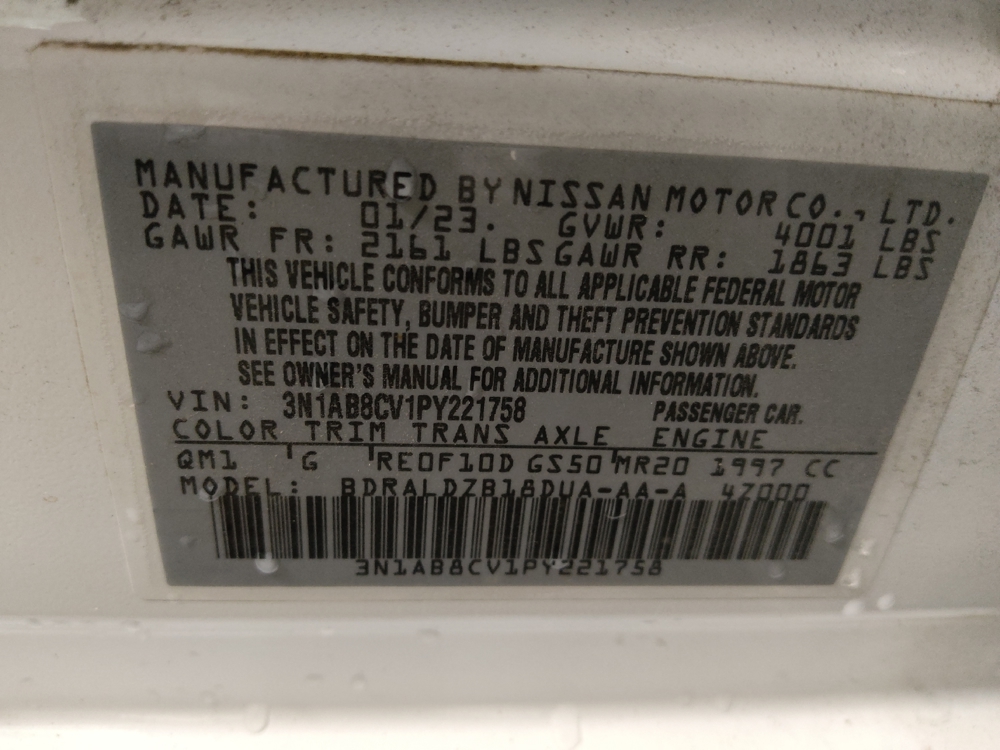 MANUFACTURED BY NISSAN MOTOR CO., LTD.
DATE: 01/23. GVWR: 4001 LBS
GAWR FR: 2161 LBS GAWR RR: 1863 LBS
THIS VEHICLE CONFORMS TO ALL APPLICABLE FEDERAL MOTOR
VEHICLE SAFETY, BUMPER AND THEFT PREVENTION STANDARDS
IN EFFECT ON THE DATE OF MANUFACTURE SHOWN ABOVE.
SEE OWNER'S MANUAL FOR ADDITIONAL INFORMATION.
VIN: 3N1AB8CV1PY221758 PASSENGER CAR.
COLOR TRIM TRANS AXLE ENGINE
QM1 G RE0F10D GS50 MR20 1997 CC
MODEL: BDRALDZB18DUA-AA-A 47000
3N1AB8CV1PY221758